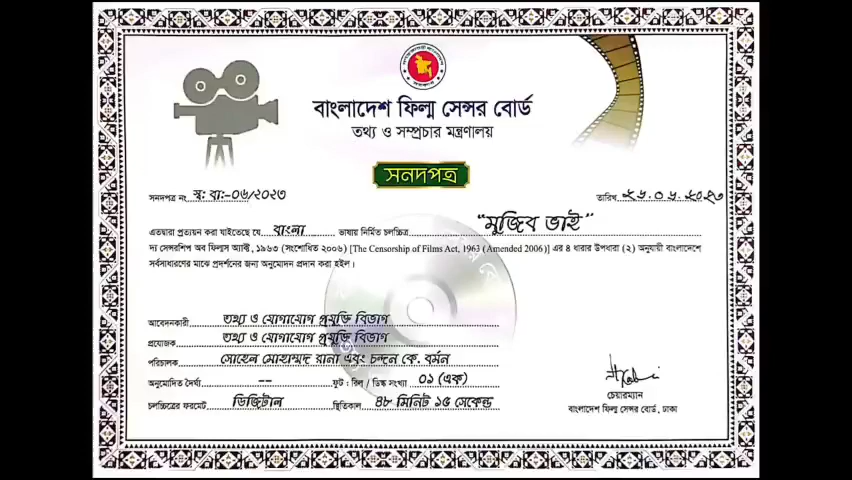 বাংলাদেশ ফিল্ম সেন্সর বোর্ড
তথ্য ও সম্প্রচার মন্ত্রণালয়
সনদপত্র
সনদপত্র নং স্ব: বা:-০৬/২০২৩
তারিখ
এতদ্বারা প্রত্যয়ন করা যাইতেছে যে বাংলা ভাষায় নির্মিত চলচ্চিত্র "মুজিব ভাই"
দ্য সেন্সরশিপ অব ফিল্মস অ্যাক্ট, ১৯৬৩ (সংশোধিত ২০০৬) [The Censorship of Films Act, 1963 (Amended 2006)] এর ৪ ধারার উপধারা (২) অনুযায়ী বাংলাদেশে
সর্বসাধারণের মাঝে প্রদর্শনের জন্য অনুমোদন প্রদান করা হইল।
আবেদনকারী তথ্য ও যোগাযোগ প্রযুক্তি বিভাগ
প্রযোজক তথ্য ও যোগাযোগ প্রযুক্তি বিভাগ
পরিচালক সোহেল মোহাম্মদ রানা এবং চন্দন কে. বর্মন
অনুমোদিত দৈর্ঘ্য -- ফুট : রিল / ডিস্ক সংখ্যা ০১ (এক)
চলচ্চিত্রের ফরমেট ডিজিটাল স্থিতিকাল ৪৮ মিনিট ১৫ সেকেন্ড
চেয়ারম্যান
বাংলাদেশ ফিল্ম সেন্সর বোর্ড, ঢাকা